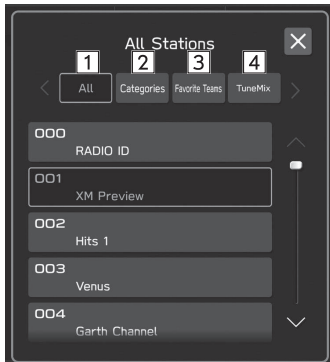 All Stations
1 2 3 4
All Categories Favorite Teams TuneMix
000
RADIO ID
001
XM Preview
002
Hits 1
003
Venus
004
Garth Channel